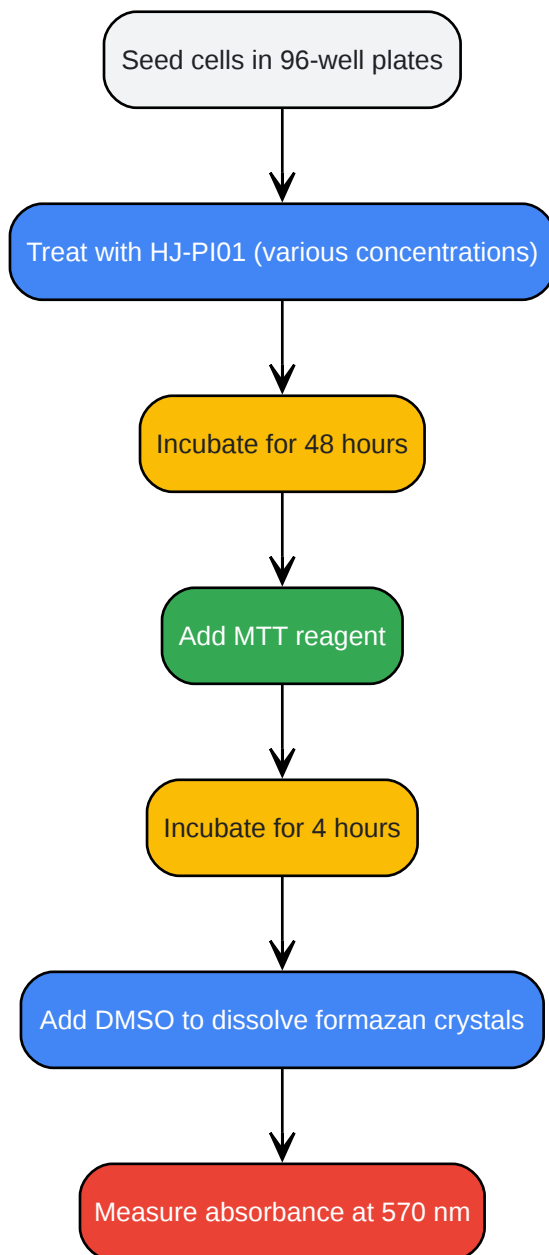 Seed cells in 96-well plates
Treat with HJ-PI01 (various concentrations)
Incubate for 48 hours
Add MTT reagent
Incubate for 4 hours
Add DMSO to dissolve formazan crystals
Measure absorbance at 570 nm